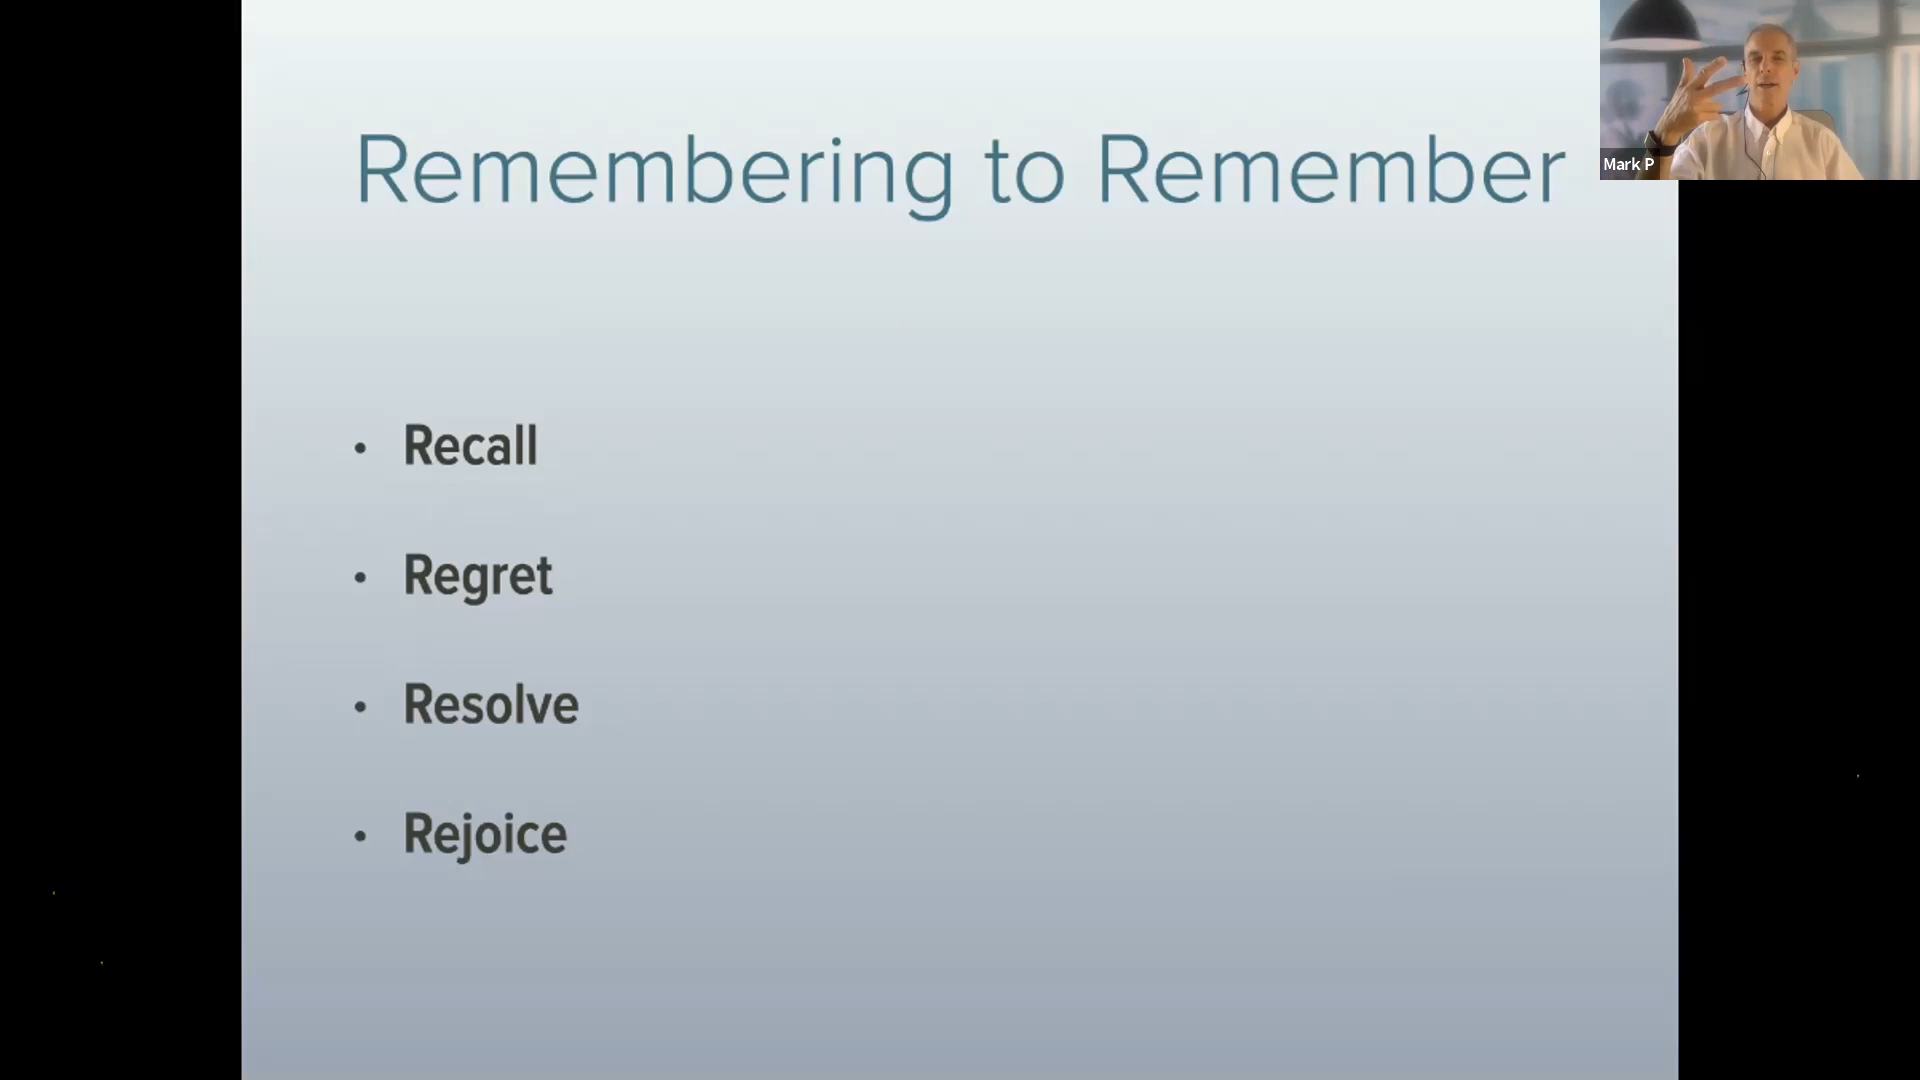 Remembering to Remember
Mark P
• Recall
• Regret
• Resolve
• Rejoice